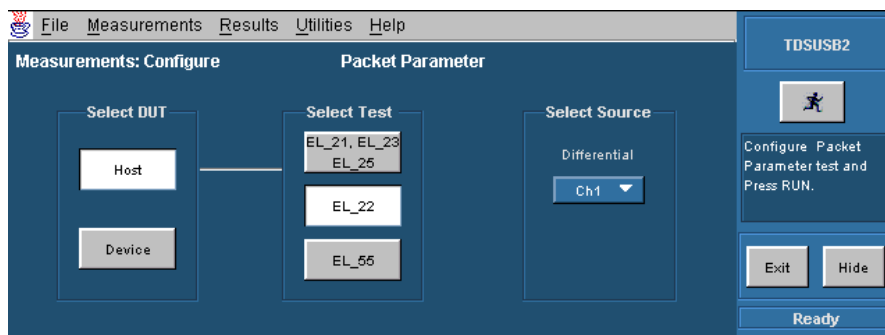 File Measurements Results Utilities Help
Measurements: Configure Packet Parameter
Select DUT
Host
Device
Select Test
EL_21, EL_23
EL_25
EL_22
EL_55
Select Source
Differential
Ch1
TDSUSB2
Configure Packet
Parameter test and
Press RUN.
Exit Hide
Ready